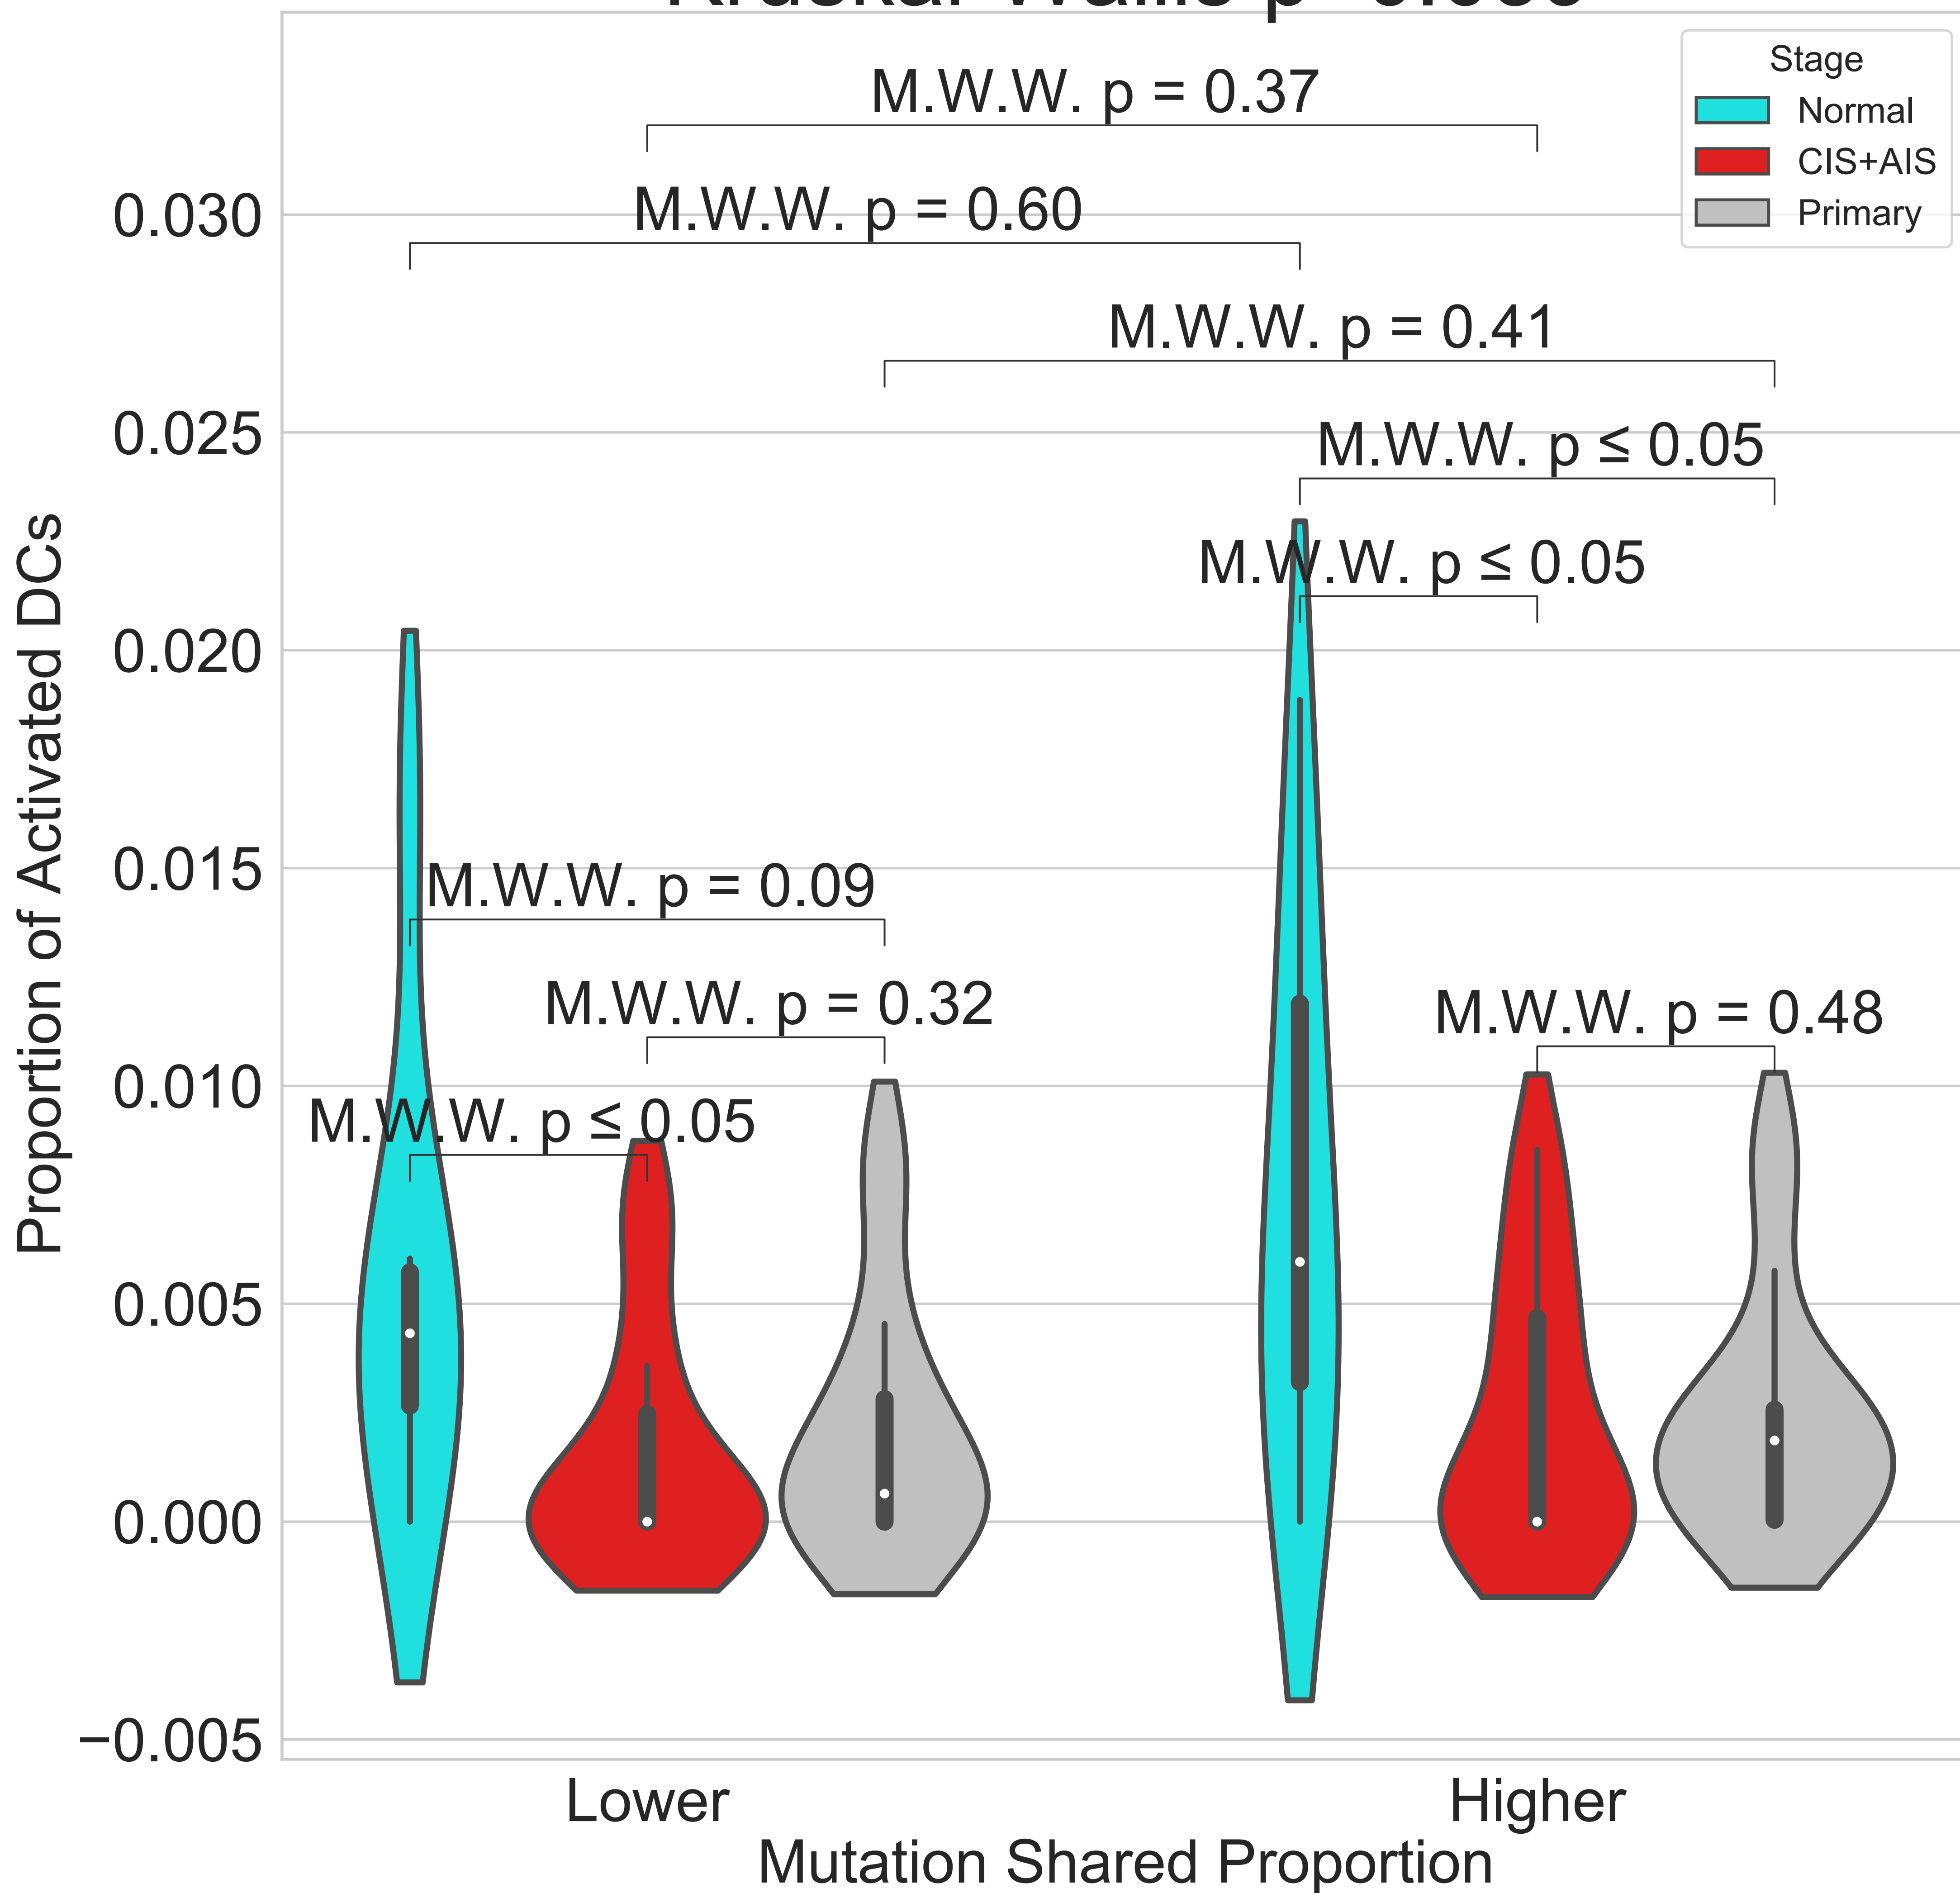 Stage
Normal
CIS+AIS
Primary
M.W.W. p = 0.37
M.W.W. p = 0.60
M.W.W. p = 0.41
M.W.W. p ≤ 0.05
M.W.W. p ≤ 0.05
M.W.W. p = 0.09
M.W.W. p = 0.32
M.W.W. p = 0.48
M.W.W. p ≤ 0.05
0.030
0.025
0.020
0.015
0.010
0.005
0.000
−0.005
Proportion of Activated DCs
Lower
Higher
Mutation Shared Proportion